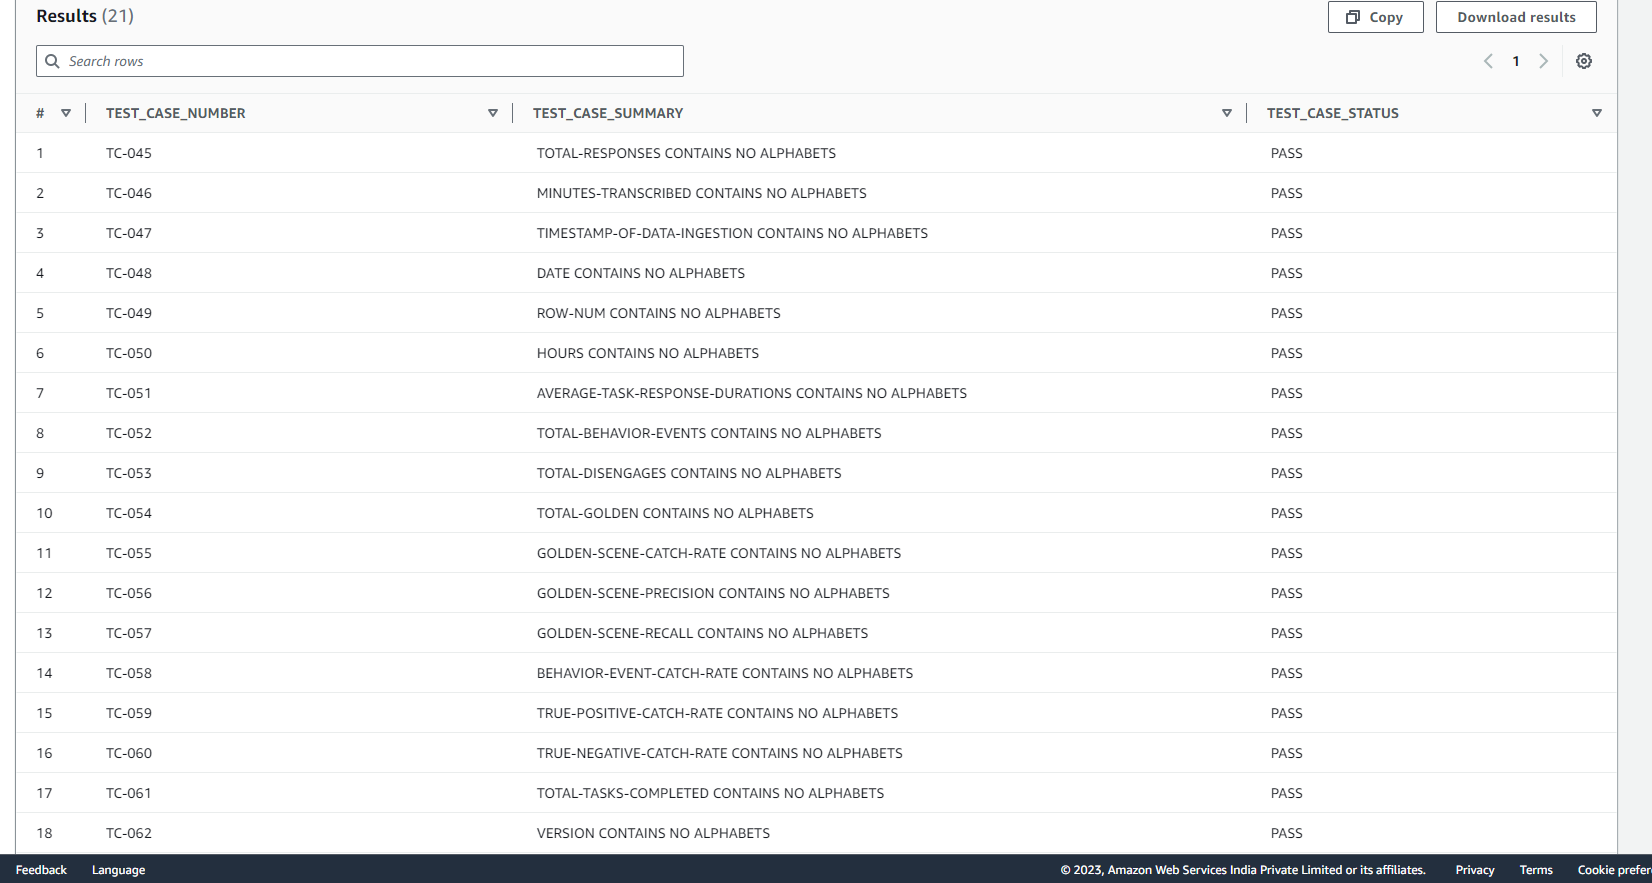 Results (21)
Copy
Download results
Search rows
1
# TEST_CASE_NUMBER TEST_CASE_SUMMARY TEST_CASE_STATUS
1 TC-045 TOTAL-RESPONSES CONTAINS NO ALPHABETS PASS
2 TC-046 MINUTES-TRANSCRIBED CONTAINS NO ALPHABETS PASS
3 TC-047 TIMESTAMP-OF-DATA-INGESTION CONTAINS NO ALPHABETS PASS
4 TC-048 DATE CONTAINS NO ALPHABETS PASS
5 TC-049 ROW-NUM CONTAINS NO ALPHABETS PASS
6 TC-050 HOURS CONTAINS NO ALPHABETS PASS
7 TC-051 AVERAGE-TASK-RESPONSE-DURATIONS CONTAINS NO ALPHABETS PASS
8 TC-052 TOTAL-BEHAVIOR-EVENTS CONTAINS NO ALPHABETS PASS
9 TC-053 TOTAL-DISENGAGES CONTAINS NO ALPHABETS PASS
10 TC-054 TOTAL-GOLDEN CONTAINS NO ALPHABETS PASS
11 TC-055 GOLDEN-SCENE-CATCH-RATE CONTAINS NO ALPHABETS PASS
12 TC-056 GOLDEN-SCENE-PRECISION CONTAINS NO ALPHABETS PASS
13 TC-057 GOLDEN-SCENE-RECALL CONTAINS NO ALPHABETS PASS
14 TC-058 BEHAVIOR-EVENT-CATCH-RATE CONTAINS NO ALPHABETS PASS
15 TC-059 TRUE-POSITIVE-CATCH-RATE CONTAINS NO ALPHABETS PASS
16 TC-060 TRUE-NEGATIVE-CATCH-RATE CONTAINS NO ALPHABETS PASS
17 TC-061 TOTAL-TASKS-COMPLETED CONTAINS NO ALPHABETS PASS
18 TC-062 VERSION CONTAINS NO ALPHABETS PASS
Feedback Language © 2023, Amazon Web Services India Private Limited or its affiliates. Privacy Terms Cookie prefer